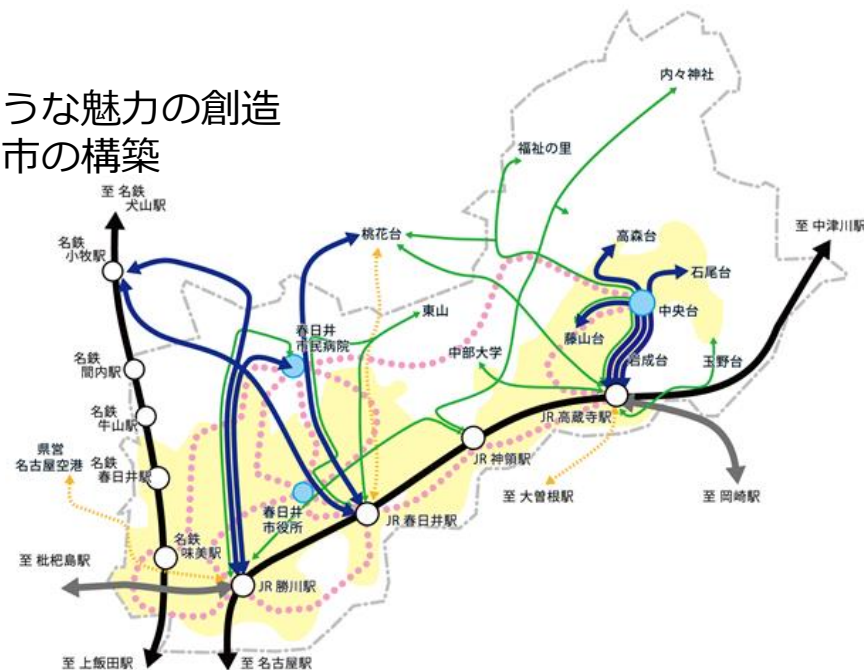 うな魅力の創造
市の構築
至 名鉄
犬山駅
名鉄
小牧駅
名鉄
間内駅
名鉄
牛山駅
県営
名古屋空港
名鉄
春日井駅
名鉄
味美駅
至 枇杷島駅
至 上飯田駅
至 名古屋駅
JR 勝川駅
春日井
市役所
JR 春日井駅
春日井
市民病院
東山
桃花台
中部大学
JR 神領駅
福祉の里
内々神社
高森台
石尾台
中央台
藤山台
岩成台
玉野台
JR 高蔵寺駅
至 大曽根駅
至 岡崎駅
至 中津川駅